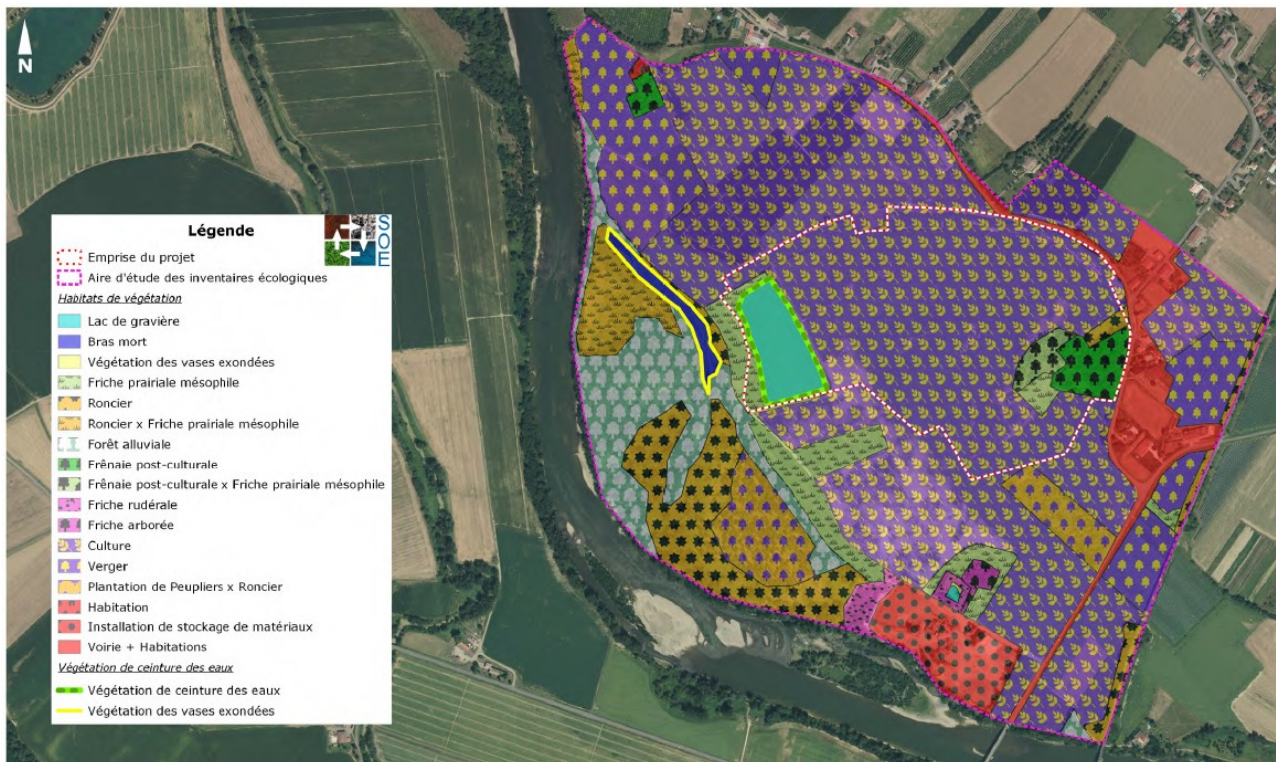 N
Légende
SOE
Emprise du projet
Aire d'étude des inventaires écologiques
Habitats de végétation
Lac de gravière
Bras mort
Végétation des vases exondées
Friche prairiale mésophile
Roncier
Roncier x Friche prairiale mésophile
Forêt alluviale
Frênaie post-culturale
Frênaie post-culturale x Friche prairiale mésophile
Friche rudérale
Friche arborée
Culture
Verger
Plantation de Peupliers x Roncier
Habitation
Installation de stockage de matériaux
Voirie + Habitations
Végétation de ceinture des eaux
Végétation de ceinture des eaux
Végétation des vases exondées